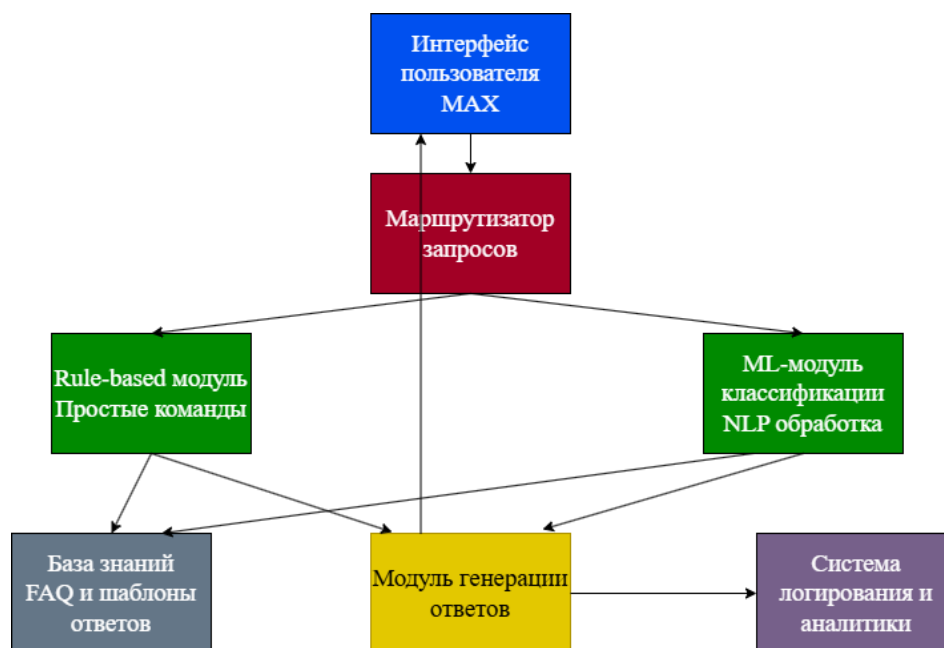 Интерфейс
пользователя
MAX
Маршрутизатор
запросов
Rule-based модуль
Простые команды
ML-модуль
классификации
NLP обработка
База знаний
FAQ и шаблоны
ответов
Модуль генерации
ответов
Система
логирования и
аналитики